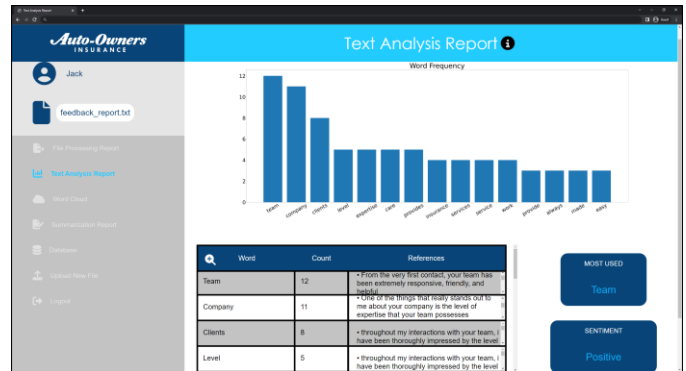 Text Analysis Report
Auto-Owners
INSURANCE
Text Analysis Report
Jack
feedback_report.txt
File Processing Report
Text Analysis Report
Word Cloud
Summarization Report
Database
Upload New File
Logout
Word Frequency
12
10
8
6
4
2
0
team company clients level expertise care provides insurance services service work provide always made easy
Word Count References
Team 12 • From the very first contact, your team has
been extremely responsive, friendly, and
helpful
Company 11 • One of the things that really stands out to
me about your company is the level of
expertise that your team possesses
Clients 8 • throughout my interactions with your team, i
have been thoroughly impressed by the level
Level 5 • throughout my interactions with your team, i
have been thoroughly impressed by the level
MOST USED
Team
SENTIMENT
Positive